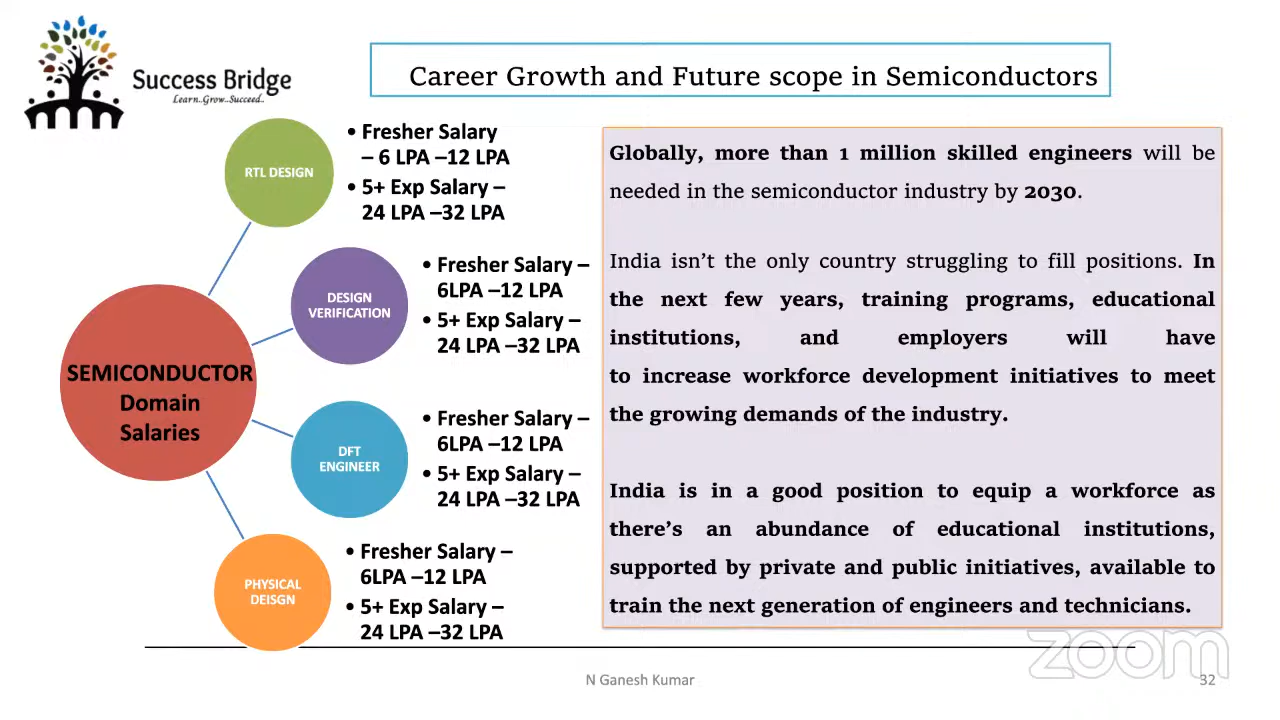 Success Bridge
Learn..Grow..Succeed..
Career Growth and Future scope in Semiconductors
SEMICONDUCTOR
Domain
Salaries
RTL DESIGN
• Fresher Salary
– 6 LPA –12 LPA
• 5+ Exp Salary –
24 LPA –32 LPA
DESIGN
VERIFICATION
• Fresher Salary –
6LPA –12 LPA
• 5+ Exp Salary –
24 LPA –32 LPA
DFT
ENGINEER
• Fresher Salary –
6LPA –12 LPA
• 5+ Exp Salary –
24 LPA –32 LPA
PHYSICAL
DEISGN
• Fresher Salary –
6LPA –12 LPA
• 5+ Exp Salary –
24 LPA –32 LPA
Globally, more than 1 million skilled engineers will be
needed in the semiconductor industry by 2030.
India isn’t the only country struggling to fill positions. In
the next few years, training programs, educational
institutions, and employers will have
to increase workforce development initiatives to meet
the growing demands of the industry.
India is in a good position to equip a workforce as
there’s an abundance of educational institutions,
supported by private and public initiatives, available to
train the next generation of engineers and technicians.
zoom
N Ganesh Kumar
32